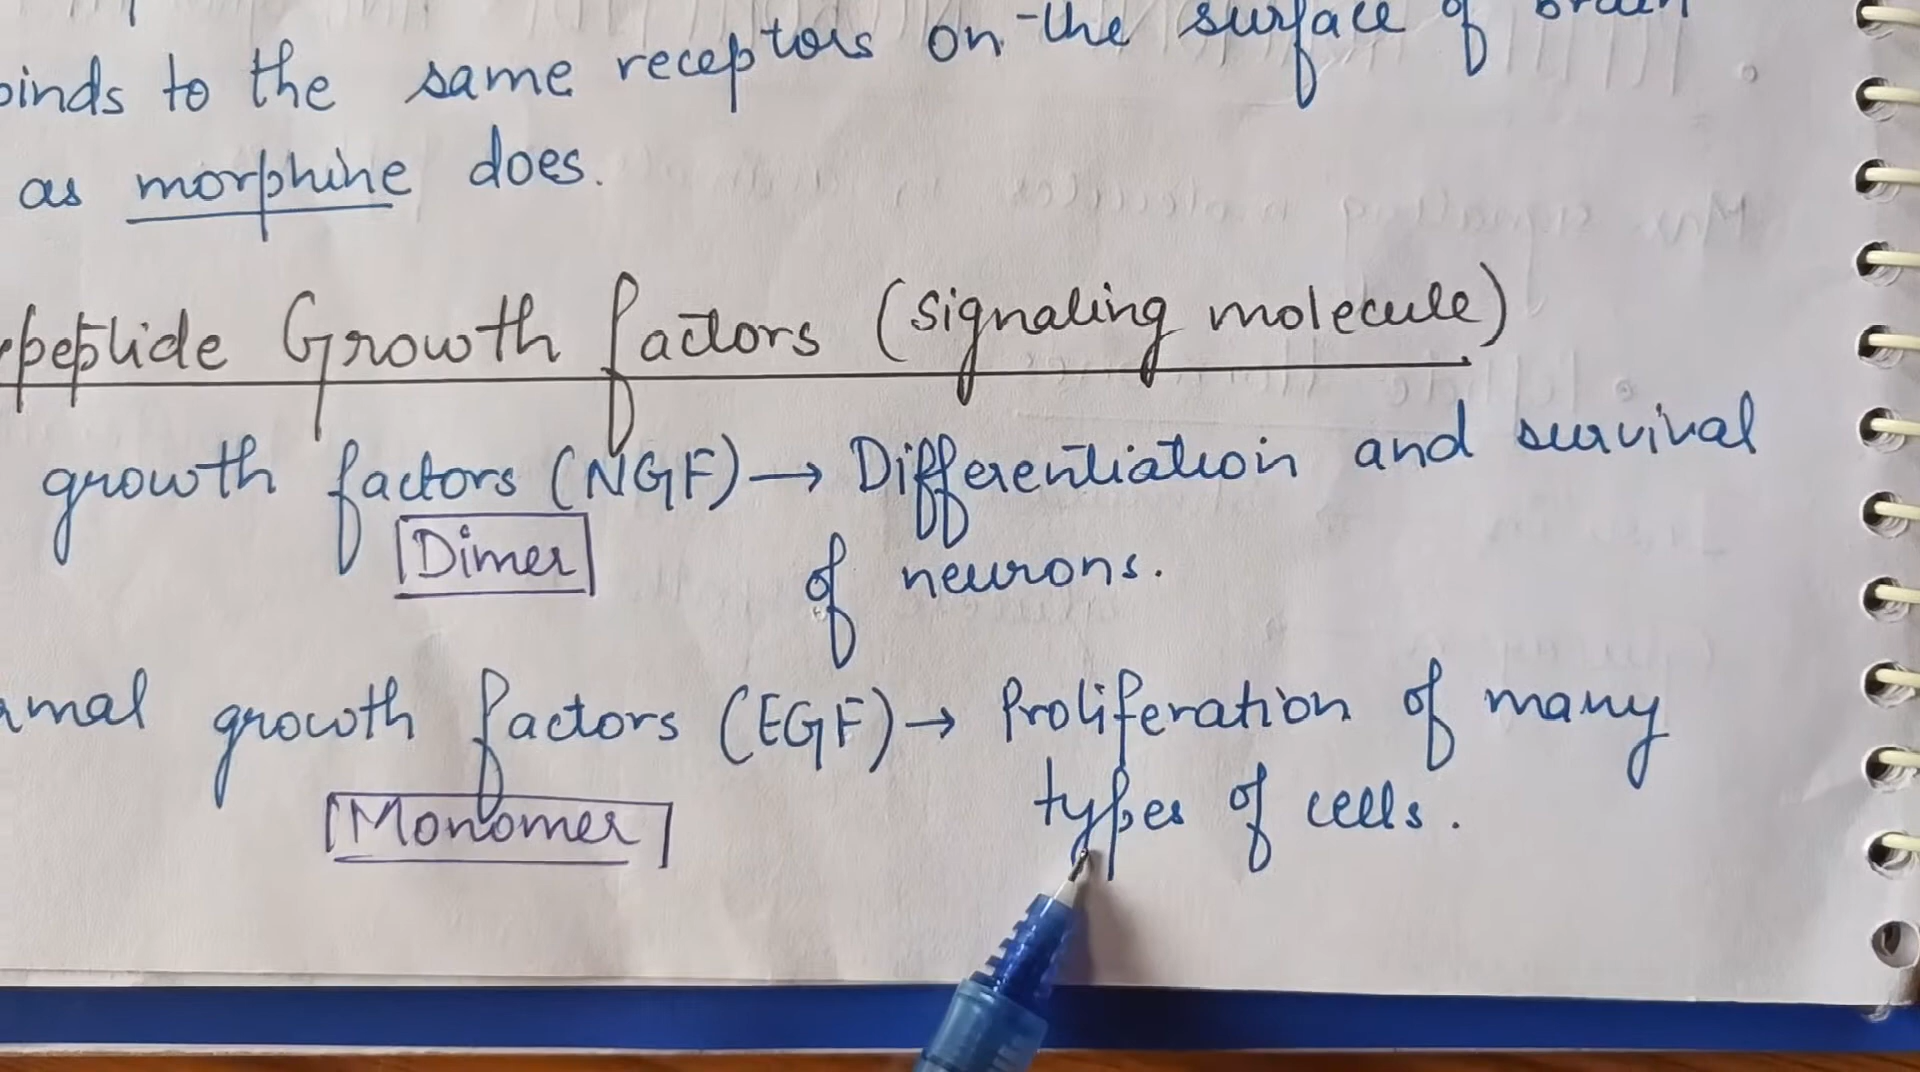 on the surface of brain
binds to the same receptors
as morphine does.
peptide Growth factors (signaling molecule)
growth factors (NGF) → Differentiation and survival
Dimer
of neurons.
rmal growth factors (EGF) → Proliferation of many
Monomer
types of cells.